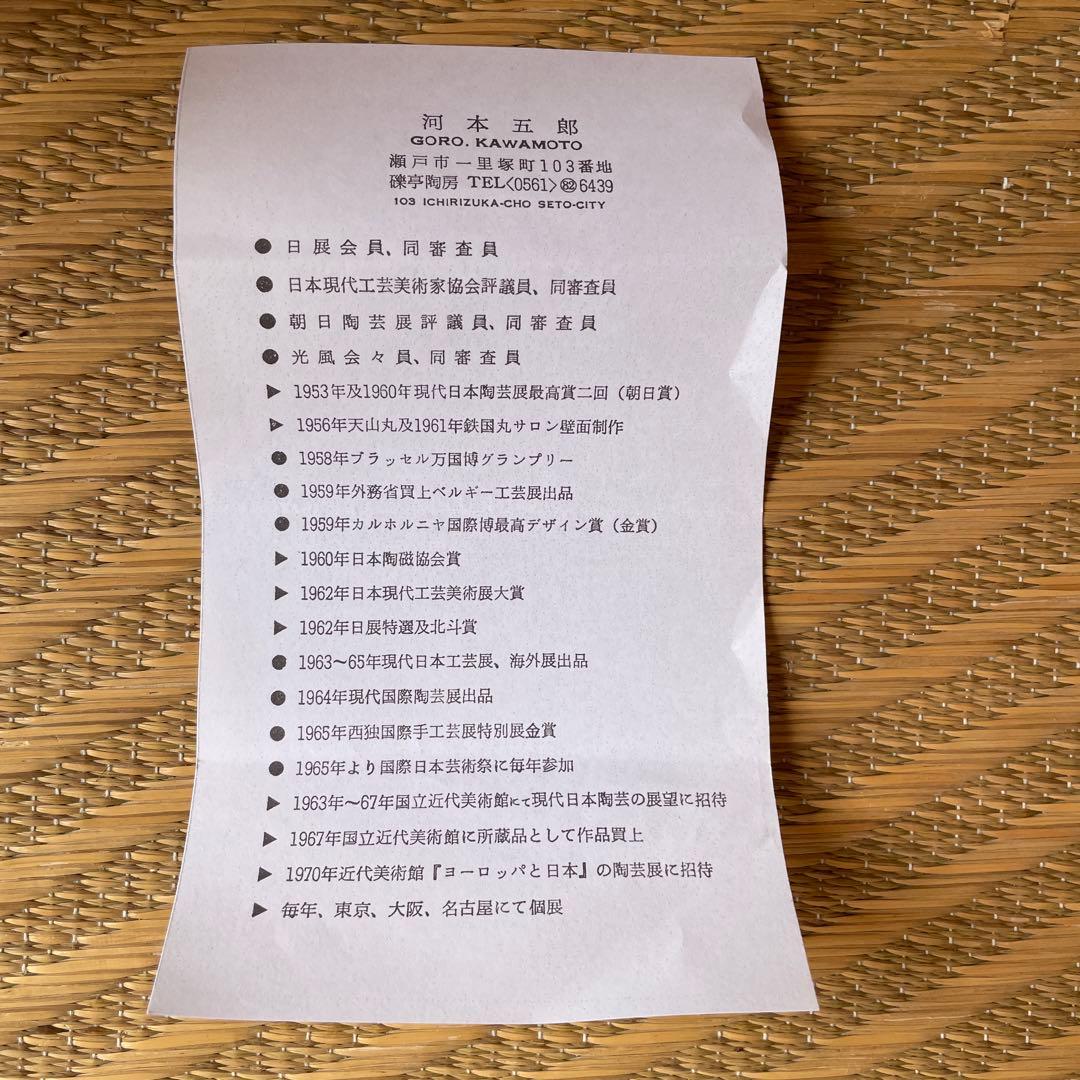 河本五郎
GORO. KAWAMOTO
瀬戸市一里塚町103番地
礫亭陶房 TEL〈0561〉㉘6439
103 ICHIRIZUKA-CHO SETO-CITY
● 日展会員、同審査員
● 日本現代工芸美術家協会評議員、同審査員
● 朝日陶芸展評議員、同審査員
● 光風会々員、同審査員
▶ 1953年及1960年現代日本陶芸展最高賞二回（朝日賞）
▶ 1956年天山丸及1961年鉄国丸サロン壁面制作
● 1958年ブラッセル万国博グランプリー
● 1959年外務省買上ベルギー工芸展出品
● 1959年カルホルニヤ国際博最高デザイン賞（金賞）
▶ 1960年日本陶磁協会賞
▶ 1962年日本現代工芸美術展大賞
▶ 1962年日展特選及北斗賞
● 1963〜65年現代日本工芸展、海外展出品
● 1964年現代国際陶芸展出品
● 1965年西独国際手工芸展特別展金賞
● 1965年より国際日本芸術祭に毎年参加
▶ 1963年〜67年国立近代美術館にて現代日本陶芸の展望に招待
▶ 1967年国立近代美術館に所蔵品として作品買上
▶ 1970年近代美術館『ヨーロッパと日本』の陶芸展に招待
▶ 毎年、東京、大阪、名古屋にて個展